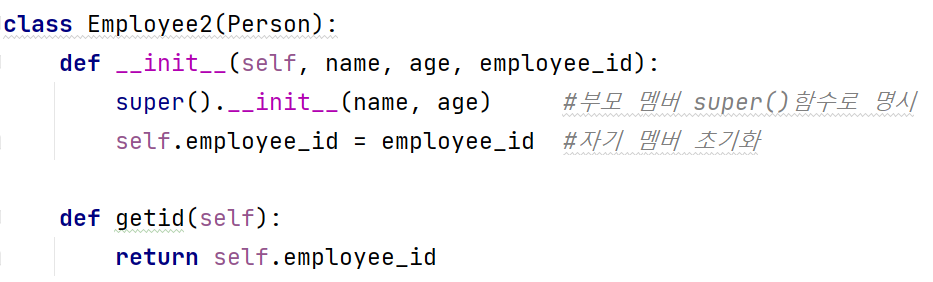 class Employee2(Person):
    def __init__(self, name, age, employee_id):
        super().__init__(name, age)     #부모 멤버 super()함수로 명시
        self.employee_id = employee_id  #자기 멤버 초기화
    def getid(self):
        return self.employee_id